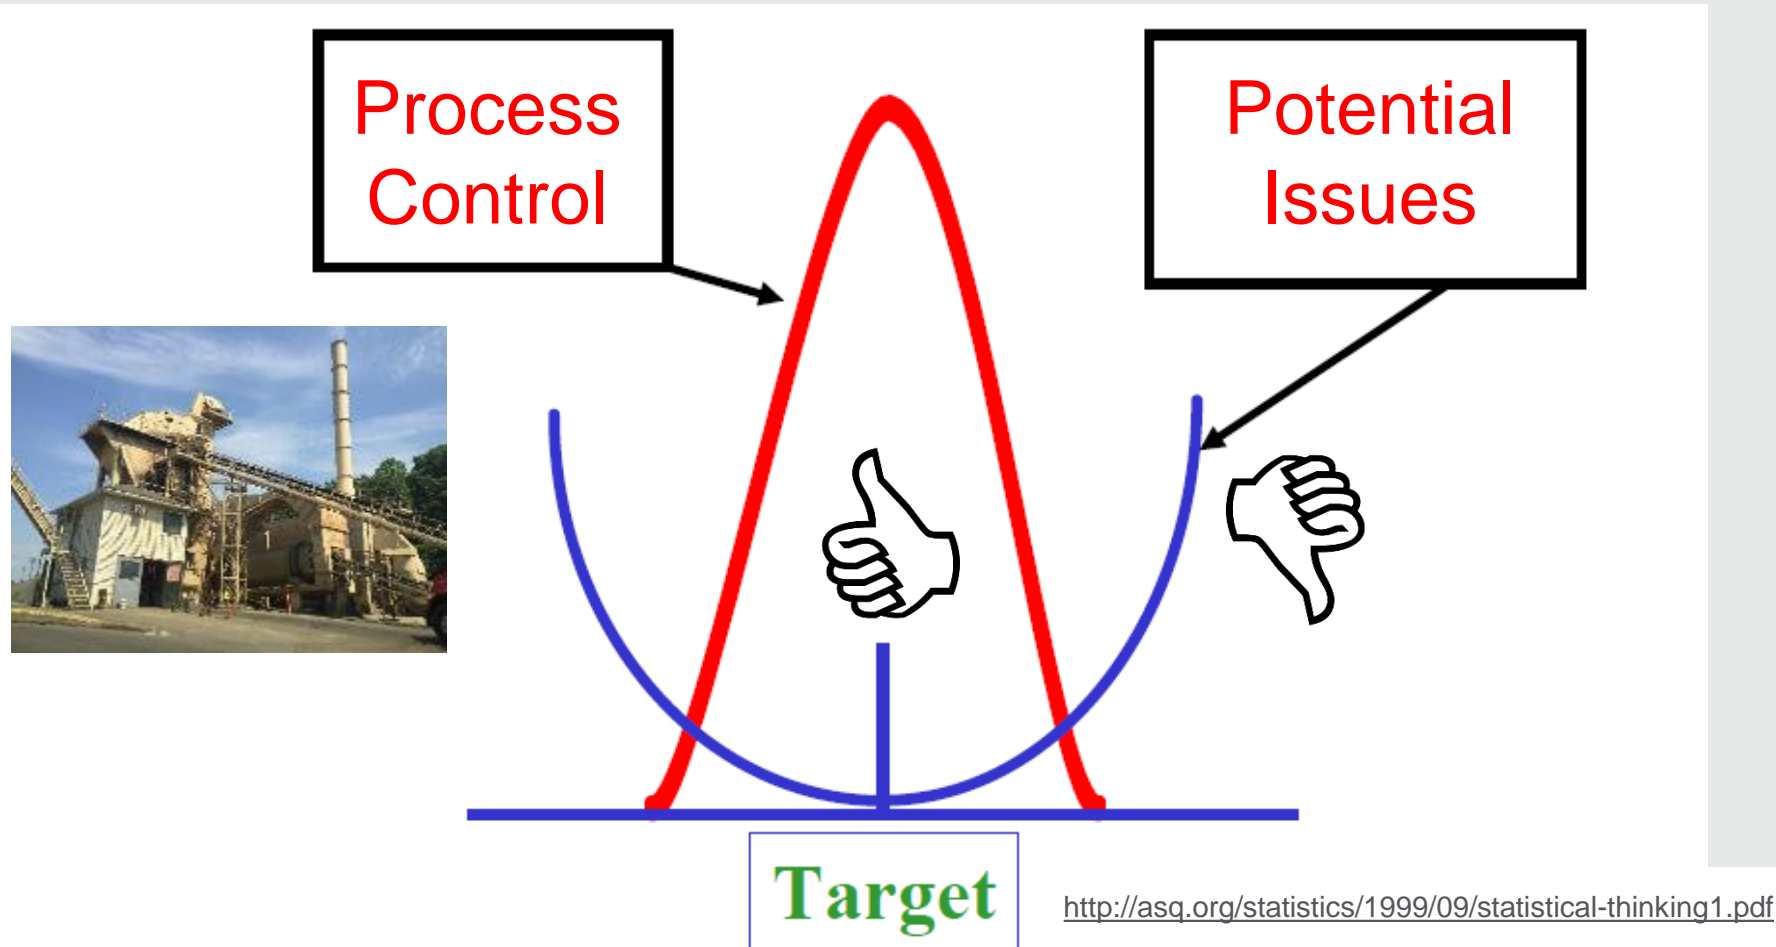 Process
Control
Potential
Issues
Target
http://asq.org/statistics/1999/09/statistical-thinking1.pdf